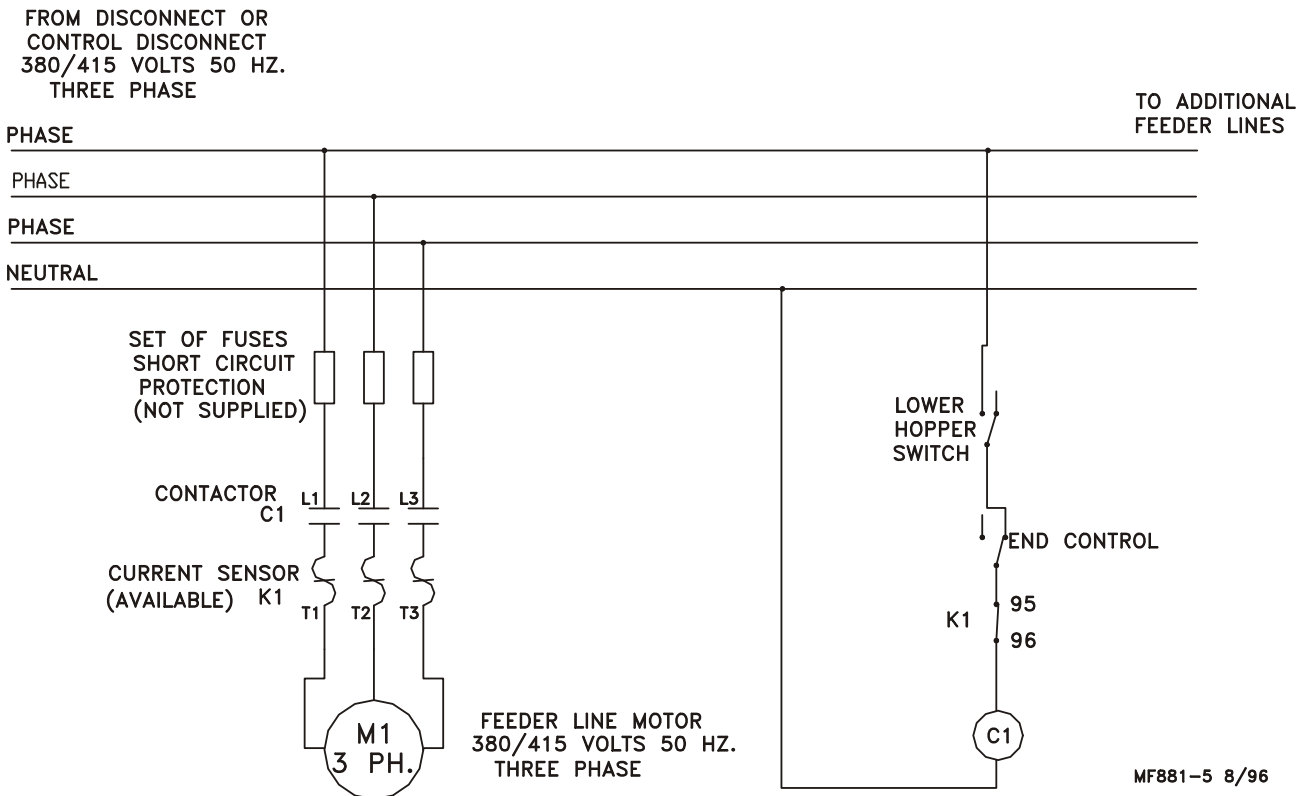 FROM DISCONNECT OR
CONTROL DISCONNECT
380/415 VOLTS 50 HZ.
THREE PHASE
TO ADDITIONAL
FEEDER LINES
PHASE
PHASE
PHASE
NEUTRAL
SET OF FUSES
SHORT CIRCUIT
PROTECTION
(NOT SUPPLIED)
LOWER
HOPPER
SWITCH
CONTACTOR
C1
L1 L2 L3
END CONTROL
CURRENT SENSOR
(AVAILABLE) K1
T1 T2 T3
K1
95
96
M1
3 PH.
FEEDER LINE MOTOR
380/415 VOLTS 50 HZ.
THREE PHASE
C1
MF881-5 8/96